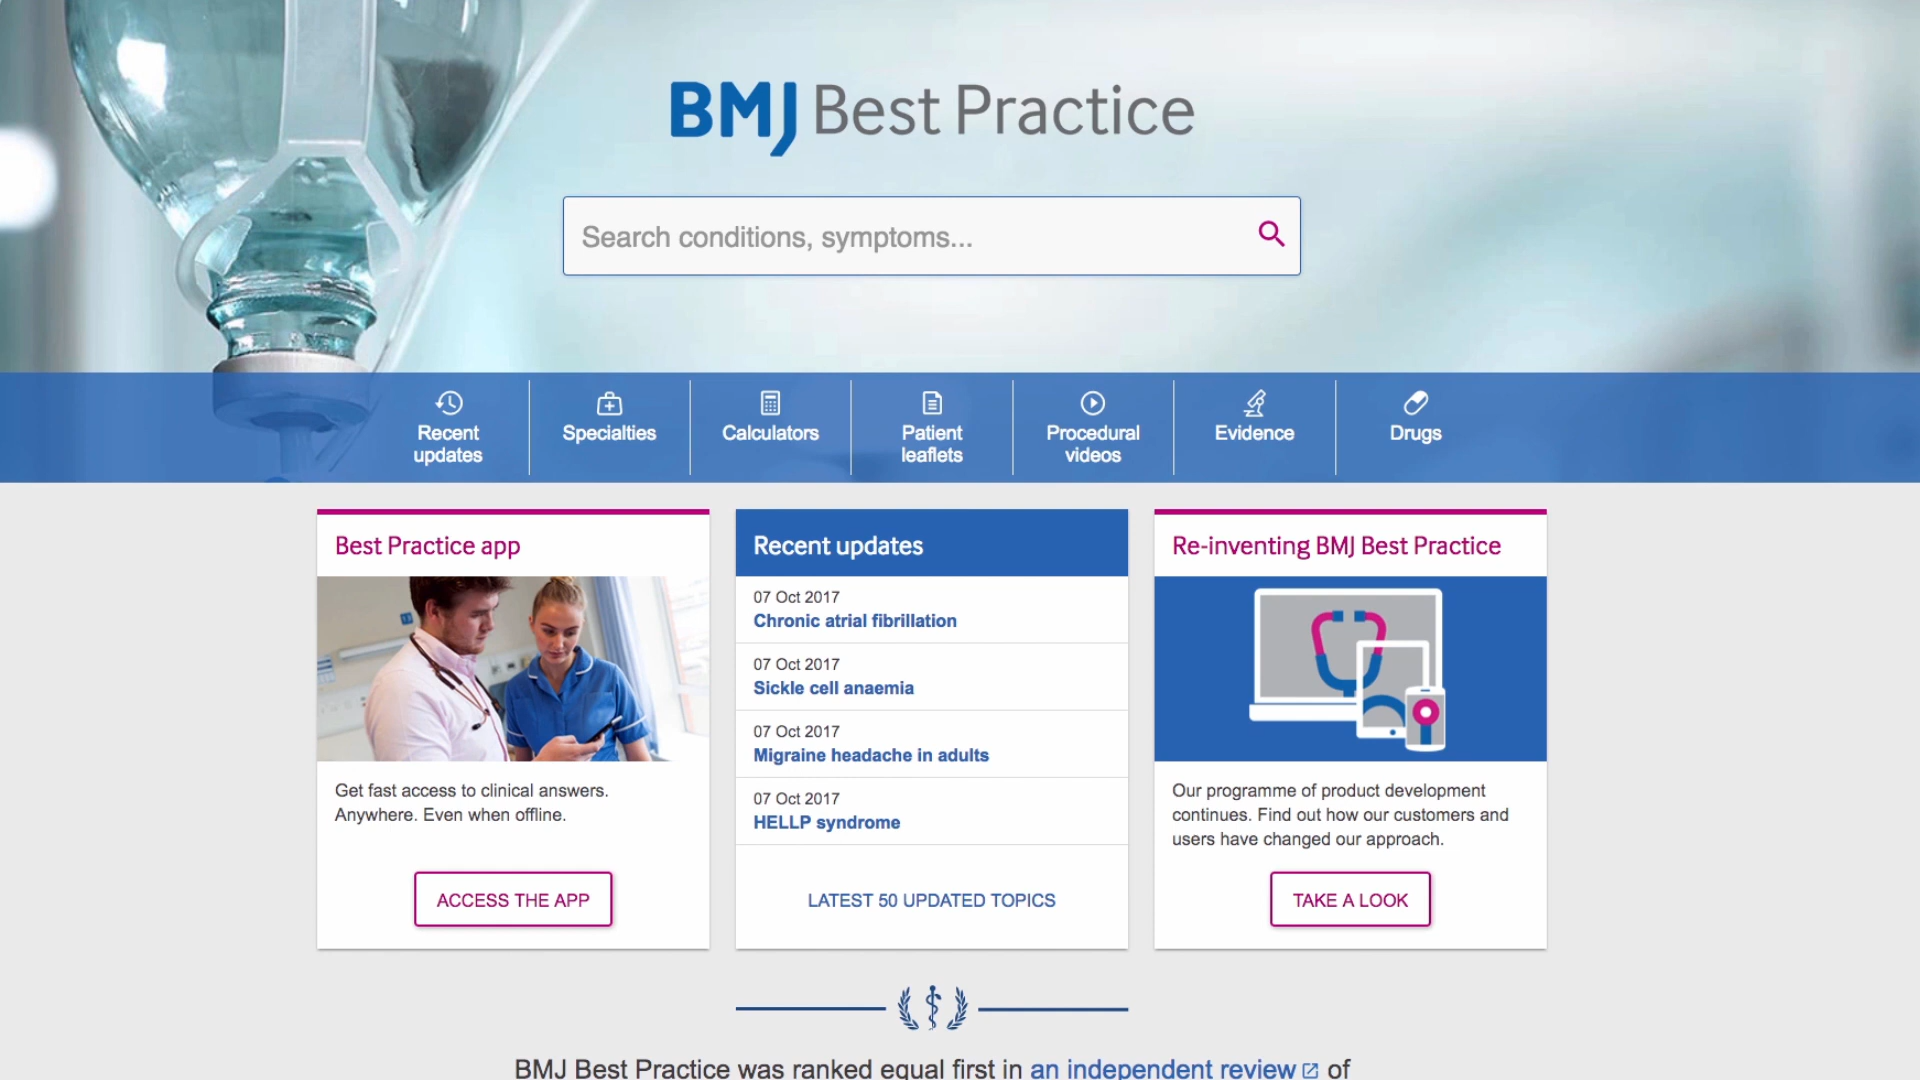 BMJ Best Practice
Search conditions, symptoms...
Recent
updates
Specialties
Calculators
Patient
leaflets
Procedural
videos
Evidence
Drugs
Best Practice app
Get fast access to clinical answers.
Anywhere. Even when offline.
ACCESS THE APP
Recent updates
07 Oct 2017
Chronic atrial fibrillation
07 Oct 2017
Sickle cell anaemia
07 Oct 2017
Migraine headache in adults
07 Oct 2017
HELLP syndrome
LATEST 50 UPDATED TOPICS
Re-inventing BMJ Best Practice
Our programme of product development
continues. Find out how our customers and
users have changed our approach.
TAKE A LOOK
BMJ Best Practice was ranked equal first in an independent review of